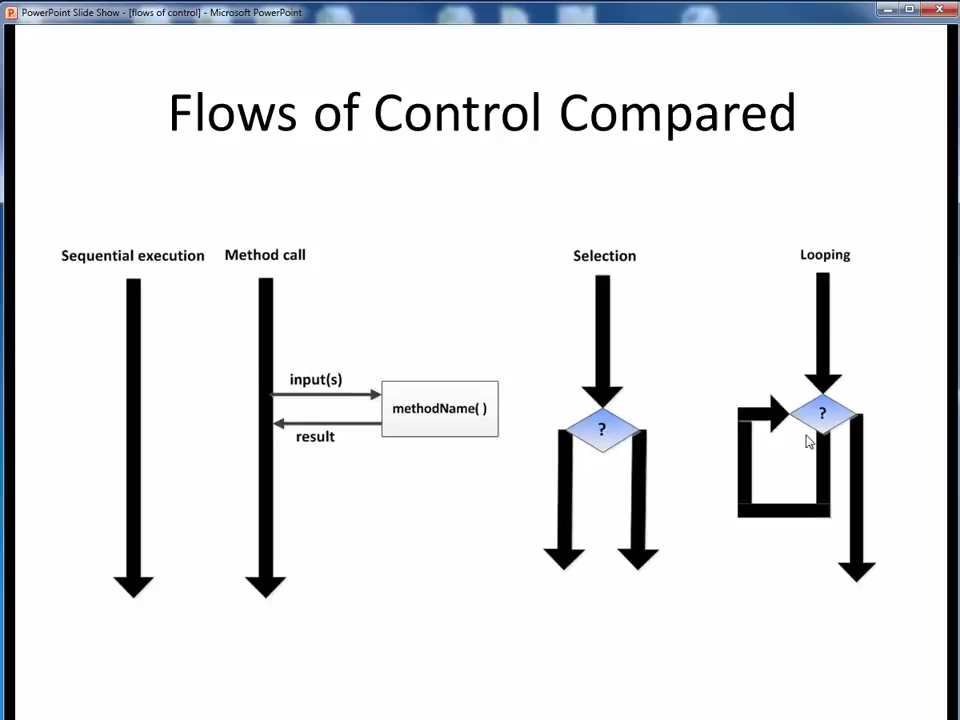 PowerPoint Slide Show - [flows of control] - Microsoft PowerPoint
Flows of Control Compared
Sequential execution
Method call
input(s)
methodName( )
result
Selection
?
Looping
?